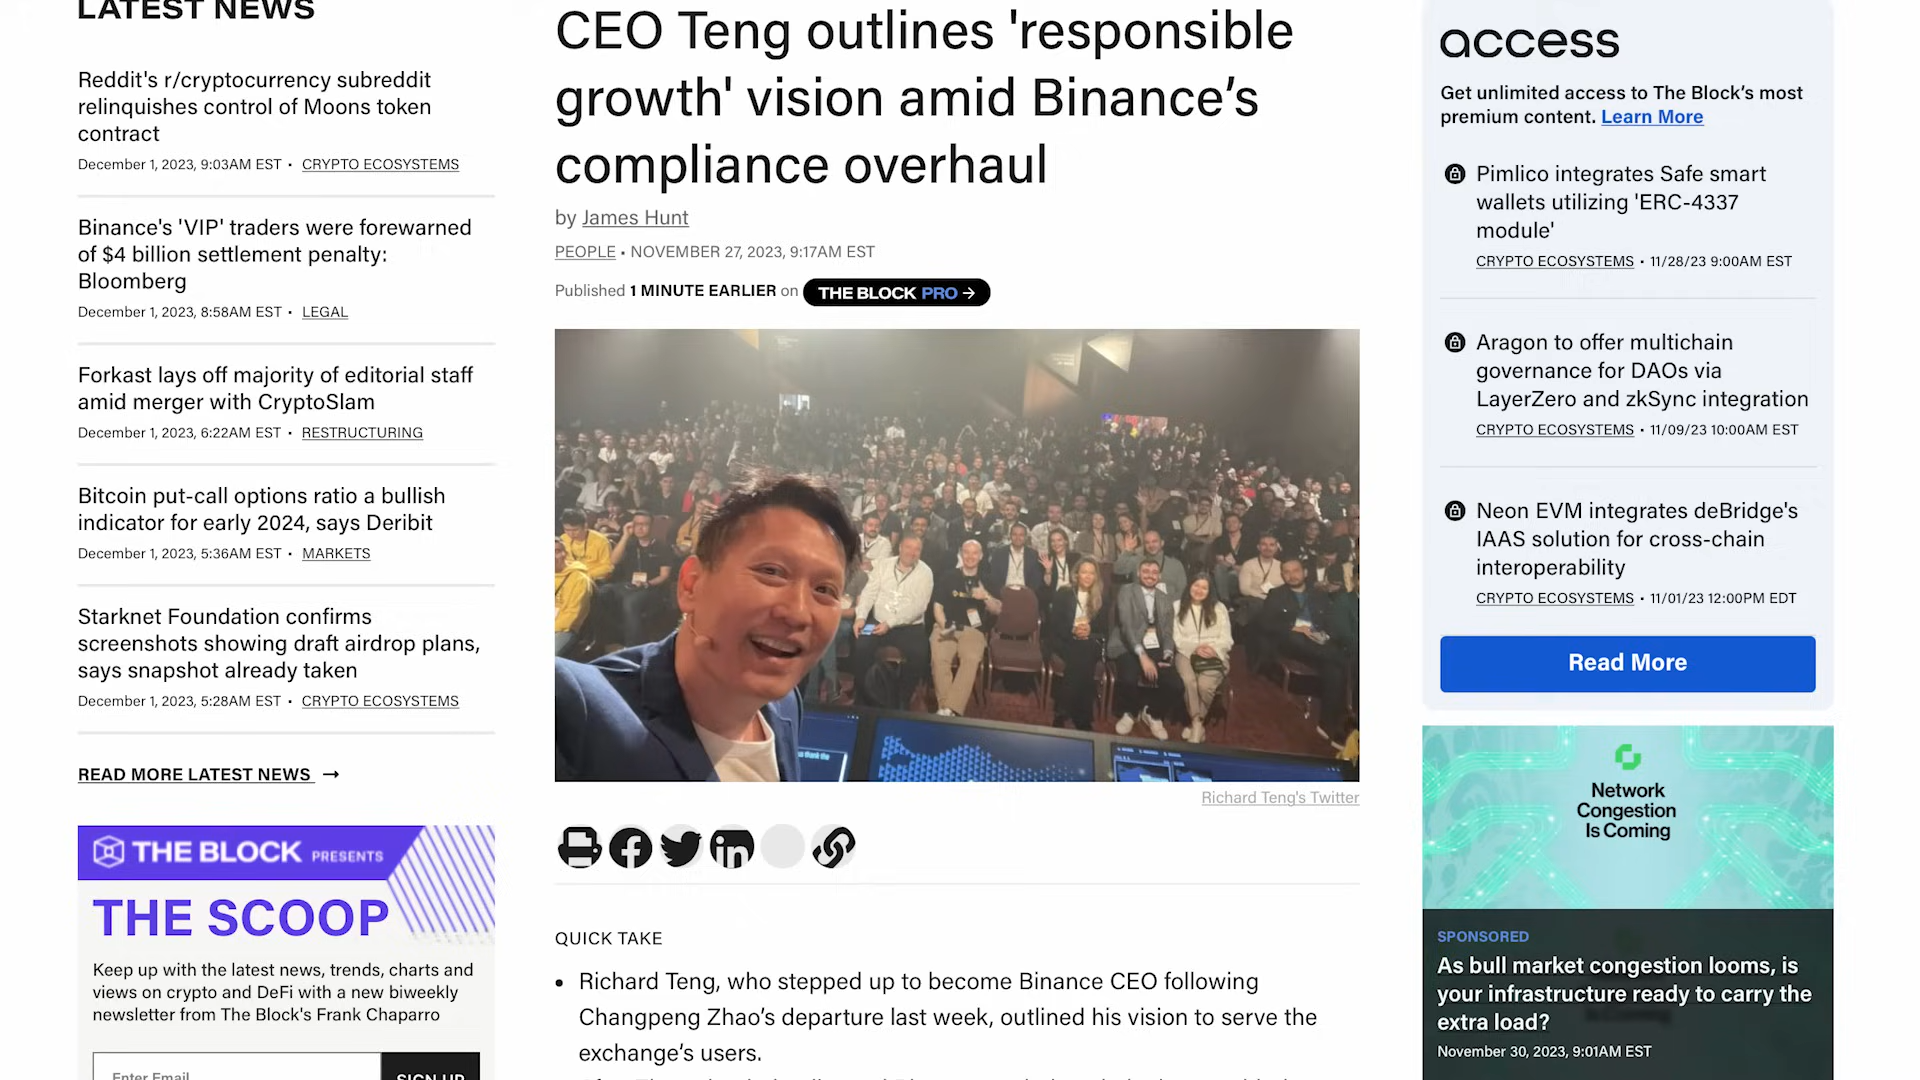 LATEST NEWS
Reddit's r/cryptocurrency subreddit
relinquishes control of Moons token
contract
December 1, 2023, 9:03AM EST • CRYPTO ECOSYSTEMS
Binance's 'VIP' traders were forewarned
of $4 billion settlement penalty:
Bloomberg
December 1, 2023, 8:58AM EST • LEGAL
Forkast lays off majority of editorial staff
amid merger with CryptoSlam
December 1, 2023, 6:22AM EST • RESTRUCTURING
Bitcoin put-call options ratio a bullish
indicator for early 2024, says Deribit
December 1, 2023, 5:36AM EST • MARKETS
Starknet Foundation confirms
screenshots showing draft airdrop plans,
says snapshot already taken
December 1, 2023, 5:28AM EST • CRYPTO ECOSYSTEMS
READ MORE LATEST NEWS →
THE BLOCK PRESENTS
THE SCOOP
Keep up with the latest news, trends, charts and
views on crypto and DeFi with a new biweekly
newsletter from The Block's Frank Chaparro
Enter Email
SIGN UP
CEO Teng outlines 'responsible
growth' vision amid Binance’s
compliance overhaul
by James Hunt
PEOPLE • NOVEMBER 27, 2023, 9:17AM EST
Published 1 MINUTE EARLIER on THE BLOCK PRO →
Richard Teng's Twitter
QUICK TAKE
• Richard Teng, who stepped up to become Binance CEO following
Changpeng Zhao’s departure last week, outlined his vision to serve the
exchange’s users.
access
Get unlimited access to The Block’s most
premium content. Learn More
Pimlico integrates Safe smart
wallets utilizing 'ERC-4337
module'
CRYPTO ECOSYSTEMS • 11/28/23 9:00AM EST
Aragon to offer multichain
governance for DAOs via
LayerZero and zkSync integration
CRYPTO ECOSYSTEMS • 11/09/23 10:00AM EST
Neon EVM integrates deBridge's
IAAS solution for cross-chain
interoperability
CRYPTO ECOSYSTEMS • 11/01/23 12:00PM EDT
Read More
Network
Congestion
Is Coming
SPONSORED
As bull market congestion looms, is
your infrastructure ready to carry the
extra load?
November 30, 2023, 9:01AM EST